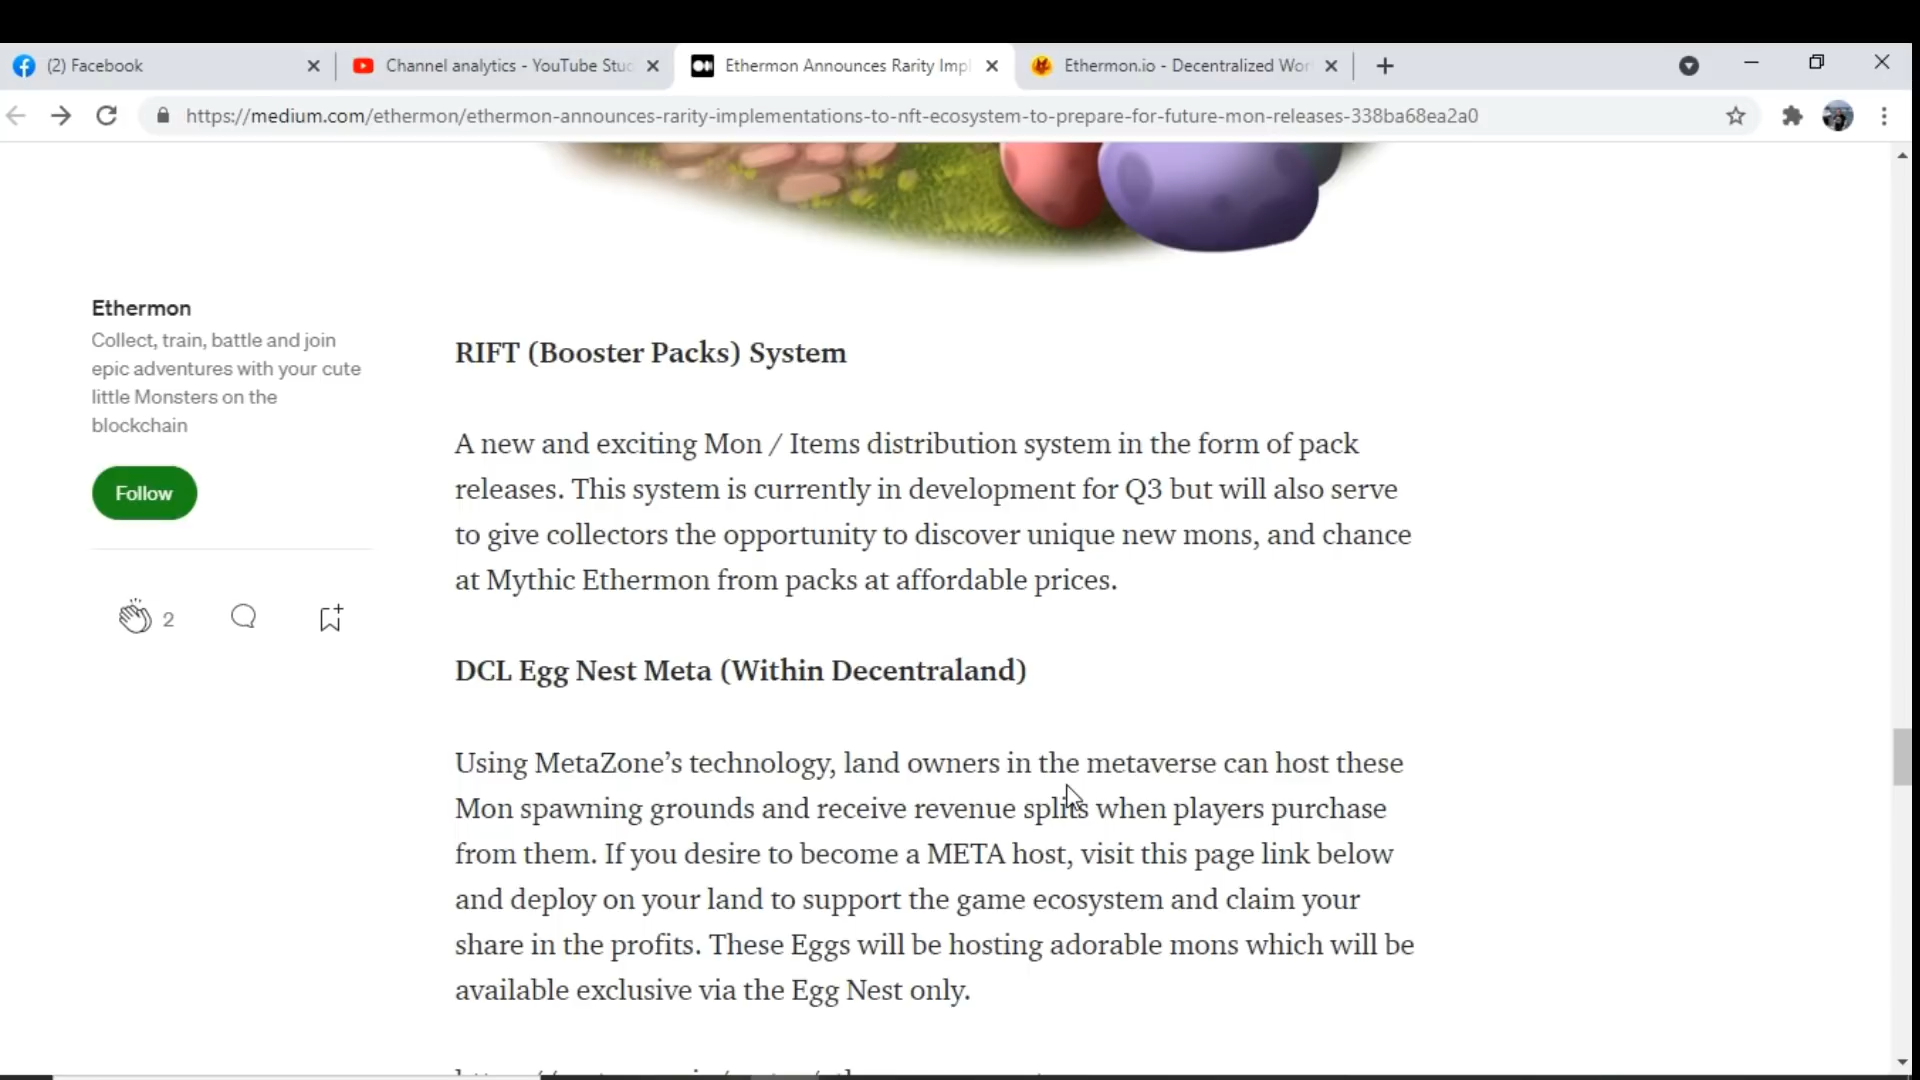 (2) Facebook
Channel analytics - YouTube Stu
Ethermon Announces Rarity Imp
Ethermon.io - Decentralized Wor
https://medium.com/ethermon/ethermon-announces-rarity-implementations-to-nft-ecosystem-to-prepare-for-future-mon-releases-338ba68ea2a0
Ethermon
Collect, train, battle and join
epic adventures with your cute
little Monsters on the
blockchain
Follow
2
RIFT (Booster Packs) System
A new and exciting Mon / Items distribution system in the form of pack
releases. This system is currently in development for Q3 but will also serve
to give collectors the opportunity to discover unique new mons, and chance
at Mythic Ethermon from packs at affordable prices.
DCL Egg Nest Meta (Within Decentraland)
Using MetaZone’s technology, land owners in the metaverse can host these
Mon spawning grounds and receive revenue splits when players purchase
from them. If you desire to become a META host, visit this page link below
and deploy on your land to support the game ecosystem and claim your
share in the profits. These Eggs will be hosting adorable mons which will be
available exclusive via the Egg Nest only.